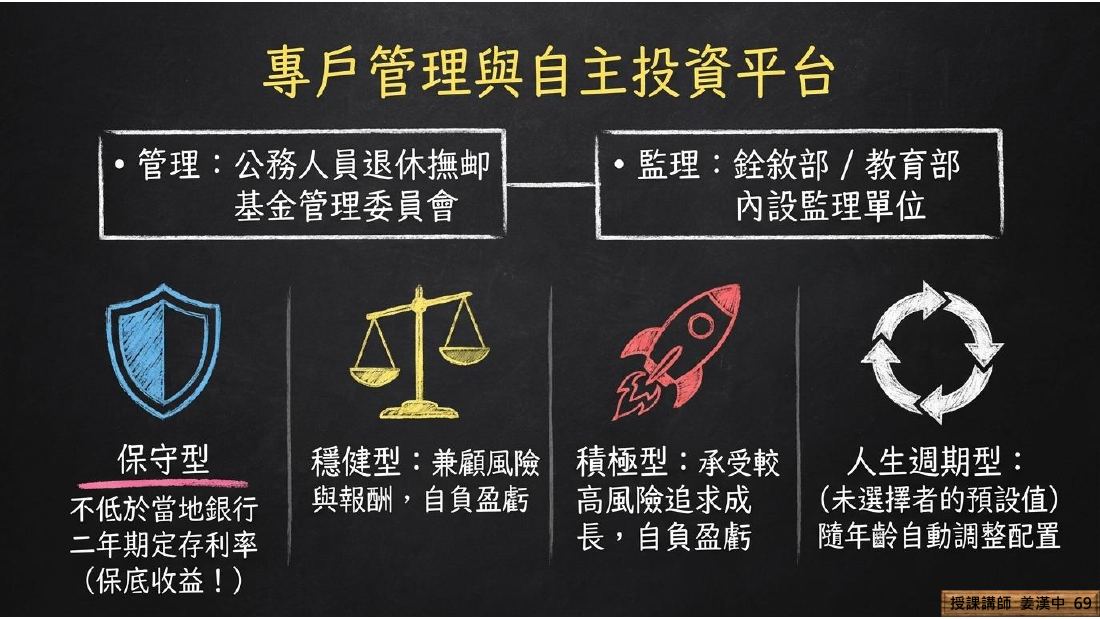 專戶管理與自主投資平台
• 管理：公務人員退休撫卹
基金管理委員會
• 監理：銓敘部 / 教育部
內設監理單位
保守型
不低於當地銀行
二年期定存利率
（保底收益！）
穩健型：兼顧風險
與報酬，自負盈虧
積極型：承受較
高風險追求成
長，自負盈虧
人生週期型：
（未選擇者的預設值）
隨年齡自動調整配置
授課講師 姜漢中 69